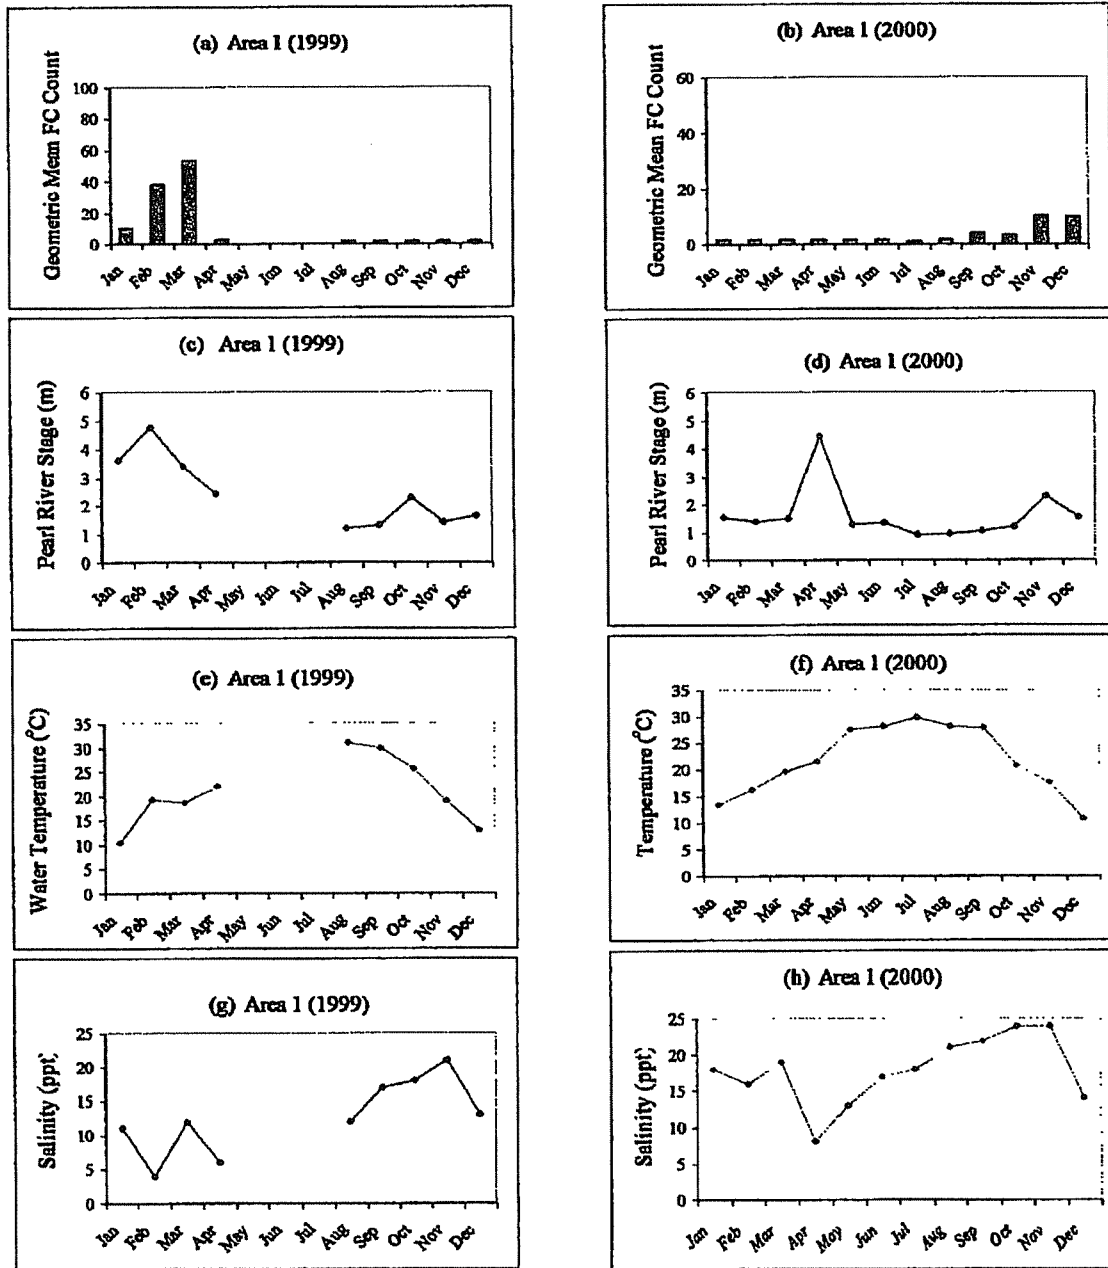 (a) Area 1 (1999)
Geometric Mean FC Count
100
80
60
40
20
0
Jan Feb Mar Apr May Jun Jul Aug Sep Oct Nov Dec
(b) Area 1 (2000)
Geometric Mean FC Count
60
40
20
0
Jan Feb Mar Apr May Jun Jul Aug Sep Oct Nov Dec
(c) Area 1 (1999)
Pearl River Stage (m)
6
5
4
3
2
1
0
Jan Feb Mar Apr May Jun Jul Aug Sep Oct Nov Dec
(d) Area 1 (2000)
Pearl River Stage (m)
6
5
4
3
2
1
0
Jan Feb Mar Apr May Jun Jul Aug Sep Oct Nov Dec
(e) Area 1 (1999)
Water Temperature (°C)
35
30
25
20
15
10
5
0
Jan Feb Mar Apr May Jun Jul Aug Sep Oct Nov Dec
(f) Area 1 (2000)
Temperature (°C)
35
30
25
20
15
10
5
0
Jan Feb Mar Apr May Jun Jul Aug Sep Oct Nov Dec
(g) Area 1 (1999)
Salinity (ppt)
25
20
15
10
5
0
Jan Feb Mar Apr May Jun Jul Aug Sep Oct Nov Dec
(h) Area 1 (2000)
Salinity (ppt)
25
20
15
10
5
0
Jan Feb Mar Apr May Jun Jul Aug Sep Oct Nov Dec